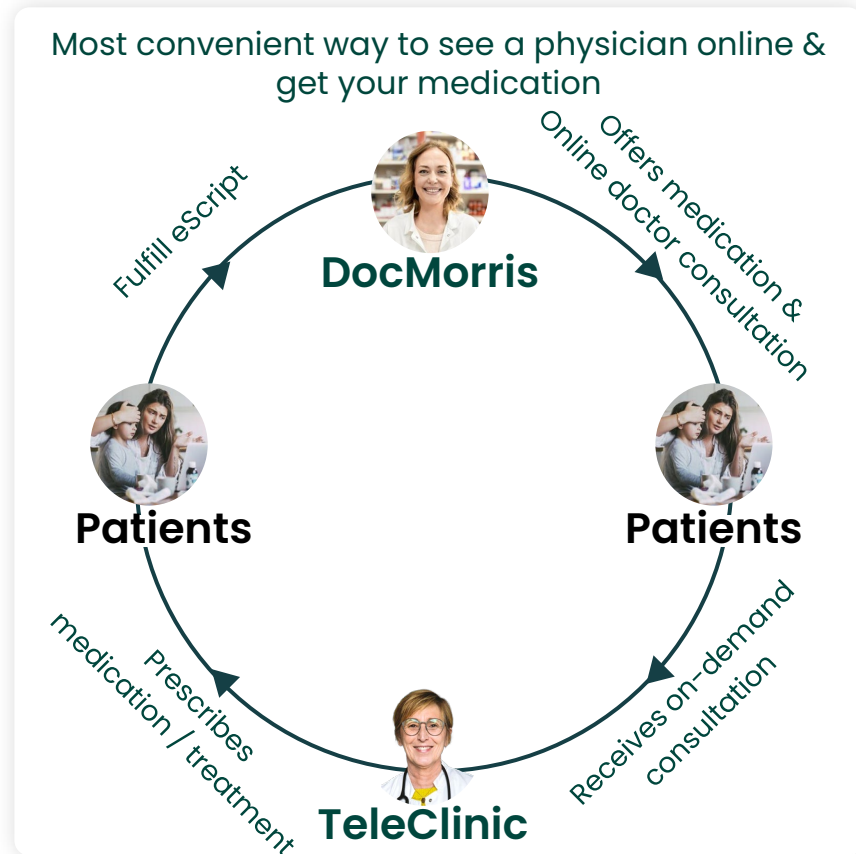 Most convenient way to see a physician online &
get your medication
Fulfill eScript
Offers medication &
Online doctor consultation
DocMorris
Patients
Patients
Prescribes
medication / treatment
Receives on-demand
consultation
TeleClinic